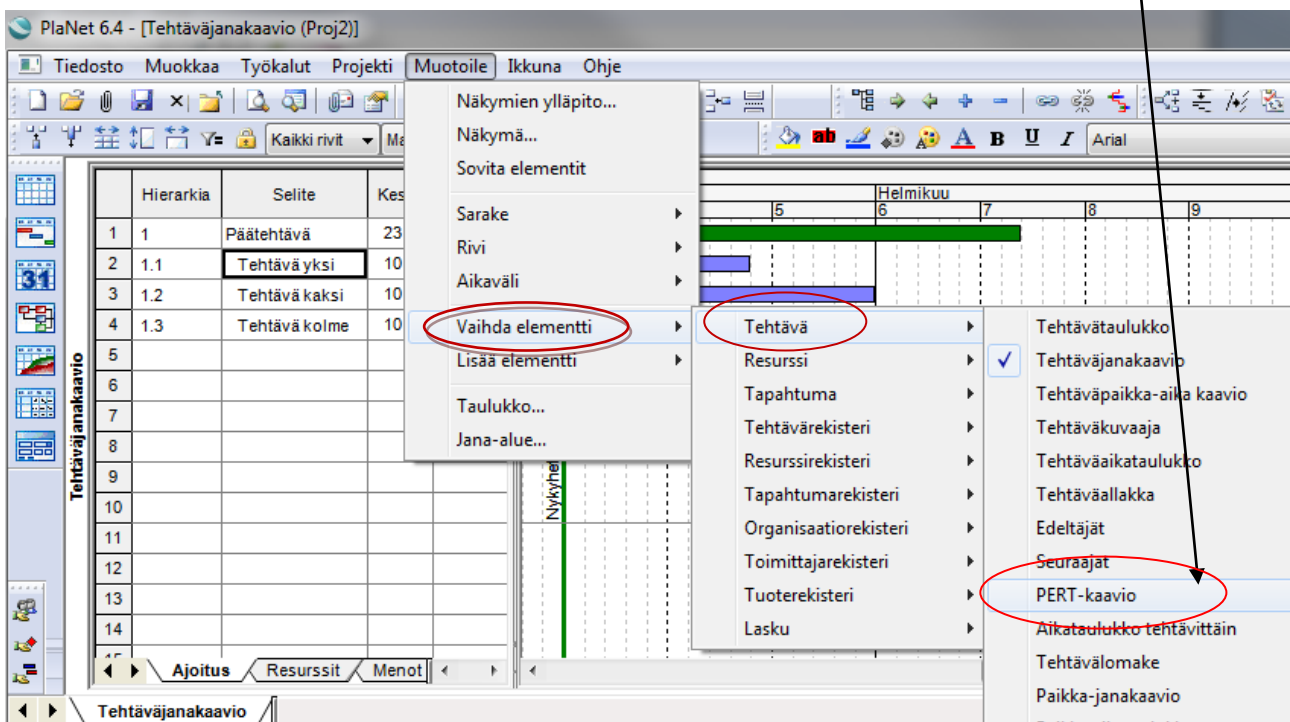 PlaNet 6.4 - [Tehtäväjanakaavio (Proj2)]
Tiedosto Muokkaa Työkalut Projekti Muotoile Ikkuna Ohje
Kaikki rivit
Arial
Näkymien ylläpito...
Näkymä...
Sovita elementit
Sarake
Rivi
Aikaväli
Vaihda elementti
Lisää elementti
Taulukko...
Jana-alue...
Hierarkia Selite Kes
1 1 Päätehtävä 23
2 1.1 Tehtävä yksi 10
3 1.2 Tehtävä kaksi 10
4 1.3 Tehtävä kolme 10
5
6
7
8
9
10
11
12
13
14
Helmikuu
5 6 7 8 9
Tehtävä
Resurssi
Tapahtuma
Tehtävärekisteri
Resurssirekisteri
Tapahtumarekisteri
Organisaatiorekisteri
Toimittajarekisteri
Tuoterekisteri
Lasku
Tehtävätaulukko
Tehtäväjanakaavio
Tehtäväpaikka-aika kaavio
Tehtäväkuvaaja
Tehtäväaikataulukko
Tehtäväallakka
Edeltäjät
Seuraajat
PERT-kaavio
Aikataulukko tehtävittäin
Tehtävälomake
Paikka-janakaavio
31
Tehtäväjanakaavio
Ajoitus Resurssit Menot
Tehtäväjanakaavio